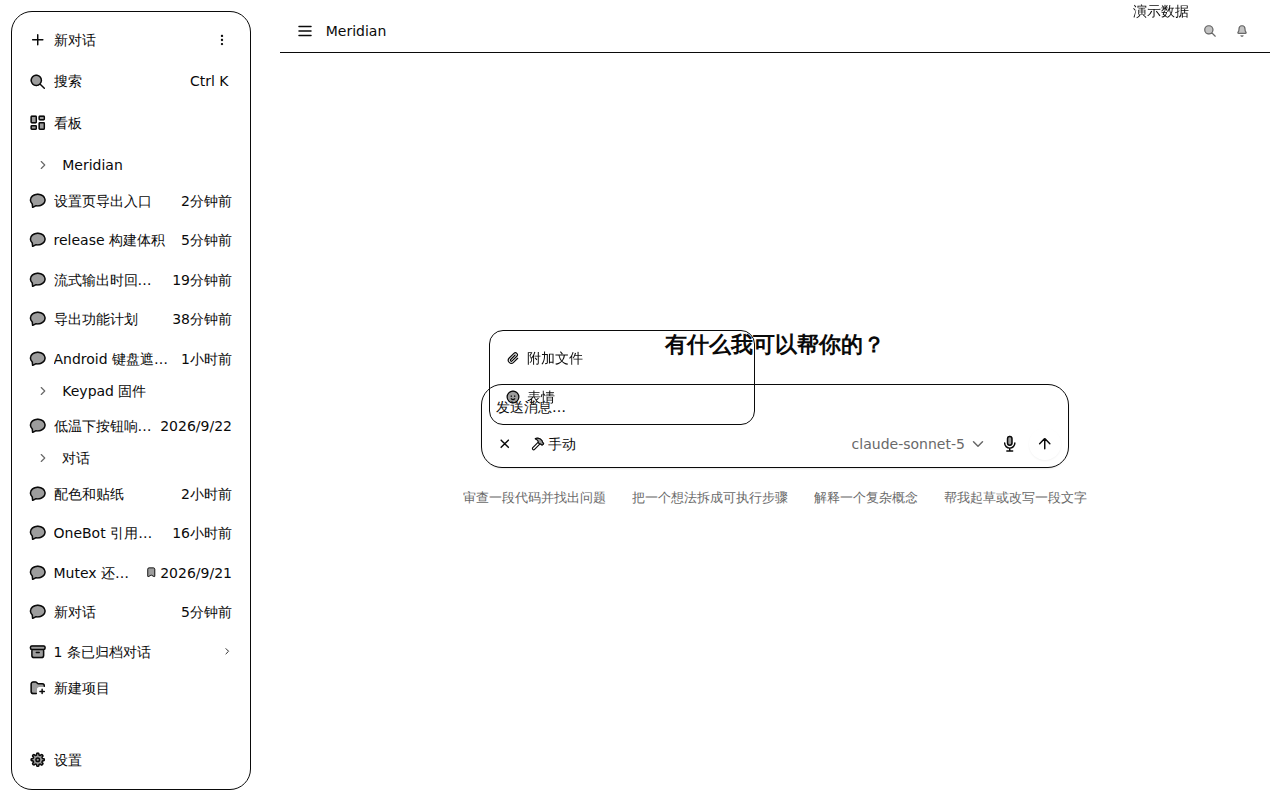 新对话
搜索 Ctrl K
看板
Meridian
设置页导出入口 2分钟前
release 构建体积 5分钟前
流式输出时回… 19分钟前
导出功能计划 38分钟前
Android 键盘遮… 1小时前
Keypad 固件
低温下按钮响… 2026/9/22
对话
配色和贴纸 2小时前
OneBot 引用… 16小时前
Mutex 还… 2026/9/21
新对话 5分钟前
1 条已归档对话
新建项目
设置
Meridian
演示数据
有什么我可以帮你的？
附加文件
表情
发送消息…
手动 claude-sonnet-5
审查一段代码并找出问题 把一个想法拆成可执行步骤 解释一个复杂概念 帮我起草或改写一段文字